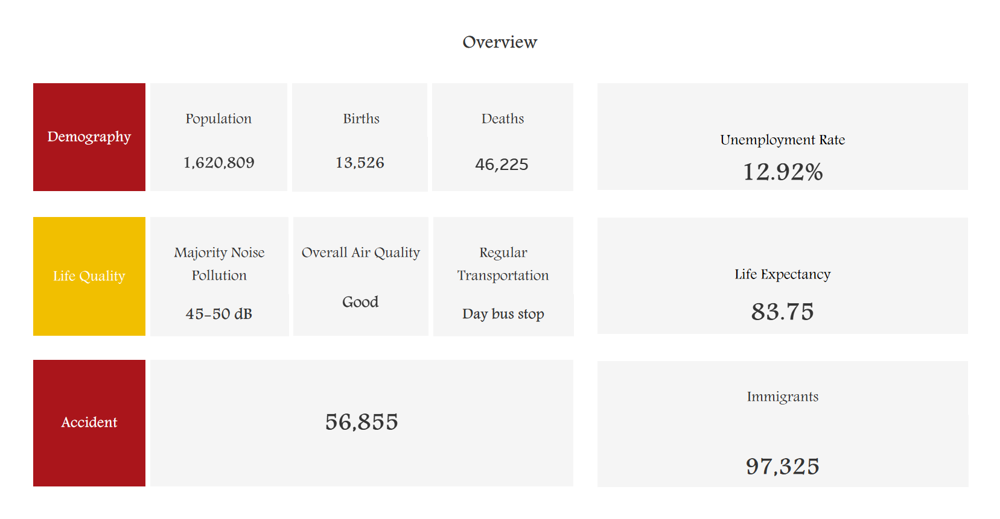 Overview
Demography
Population
1,620,809
Births
13,526
Deaths
46,225
Unemployment Rate
12.92%
Life Quality
Majority Noise
Pollution
45-50 dB
Overall Air Quality
Good
Regular
Transportation
Day bus stop
Life Expectancy
83.75
Accident
56,855
Immigrants
97,325